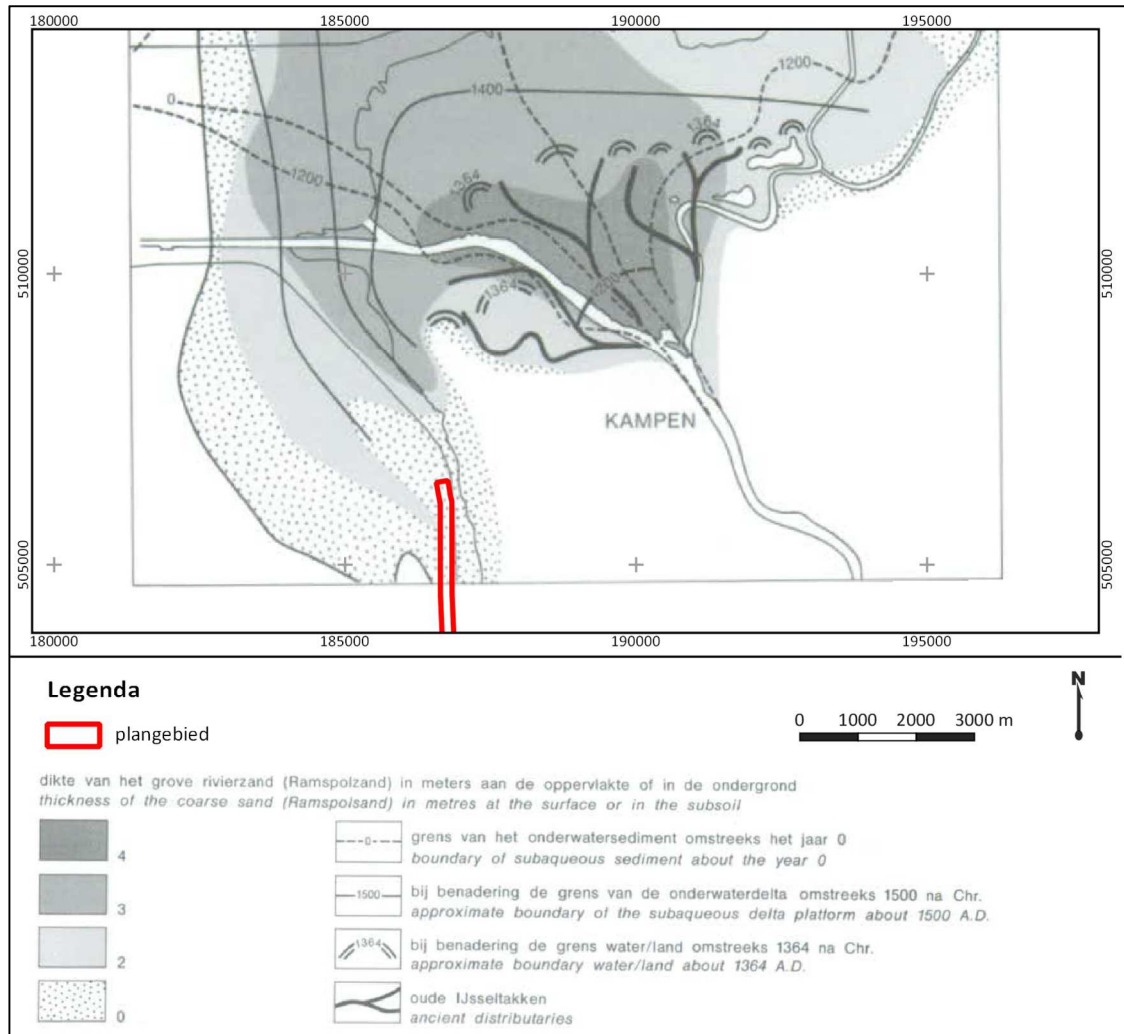 180000 185000 190000 195000
1200
0
1400
1364
1200
1364
0
510000 510000
1200
1364
KAMPEN
505000 505000
180000 185000 190000 195000
Legenda
N
plangebied
0 1000 2000 3000 m
dikte van het grove rivierzand (Ramspolzand) in meters aan de oppervlakte of in de ondergrond
thickness of the coarse sand (Ramspolsand) in metres at the surface or in the subsoil
4
0
grens van het onderwatersediment omstreeks het jaar 0
boundary of subaqueous sediment about the year 0
3
1500
bij benadering de grens van de onderwaterdelta omstreeks 1500 na Chr.
approximate boundary of the subaqueous delta platform about 1500 A.D.
2
1364
bij benadering de grens water/land omstreeks 1364 na Chr.
approximate boundary water/land about 1364 A.D.
0
oude IJsseltakken
ancient distributaries